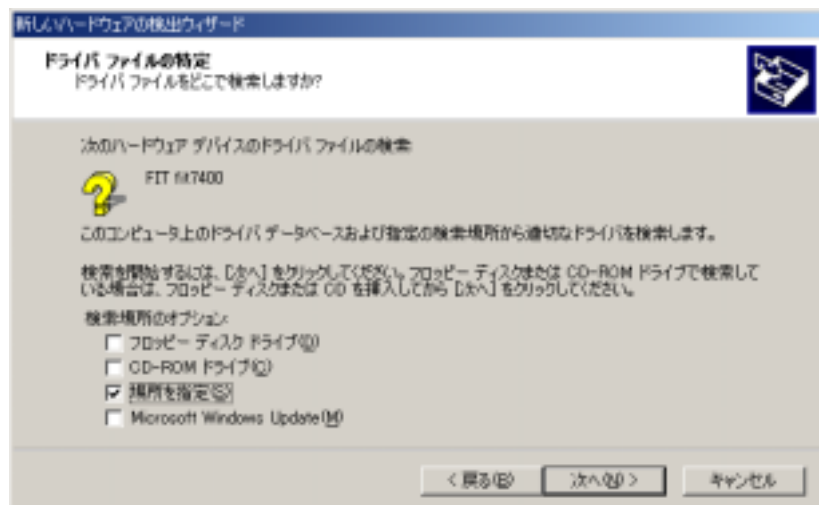 新しいハードウェアの検出ウィザード
ドライバ ファイルの特定
ドライバ ファイルをどこで検索しますか?
次のハードウェア デバイスのドライバ ファイルの検索
FIT fit7400
このコンピュータ上のドライバ データベースおよび指定の検索場所から適切なドライバを検索します。
検索を開始するには、[次へ] をクリックしてください。フロッピー ディスクまたは CD-ROM ドライブで検索して
いる場合は、フロッピー ディスクまたは CD を挿入してから [次へ] をクリックしてください。
検索場所のオプション:
フロッピー ディスク ドライブ(D)
CD-ROM ドライブ(C)
場所を指定(S)
Microsoft Windows Update(M)
< 戻る(B)
次へ(N) >
キャンセル